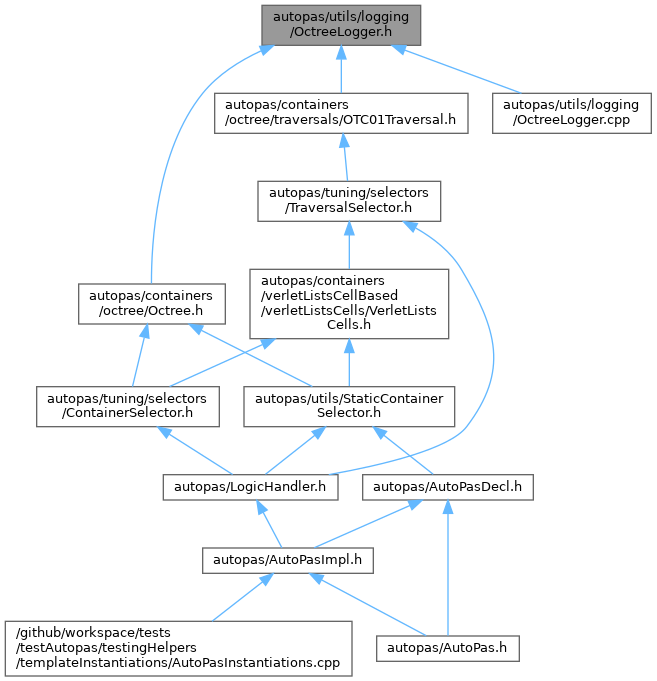 autopas/utils/logging
/OctreeLogger.h
autopas/containers
/octree/traversals/OTC01Traversal.h
autopas/utils/logging
/OctreeLogger.cpp
autopas/tuning/selectors
/TraversalSelector.h
autopas/containers
/octree/Octree.h
autopas/containers
/verletListsCellBased
/verletListsCells/VerletLists
Cells.h
autopas/tuning/selectors
/ContainerSelector.h
autopas/utils/StaticContainer
Selector.h
autopas/LogicHandler.h
autopas/AutoPasDecl.h
autopas/AutoPasImpl.h
/github/workspace/tests
/testAutopas/testingHelpers
/templateInstantiations/AutoPasInstantiations.cpp
autopas/AutoPas.h